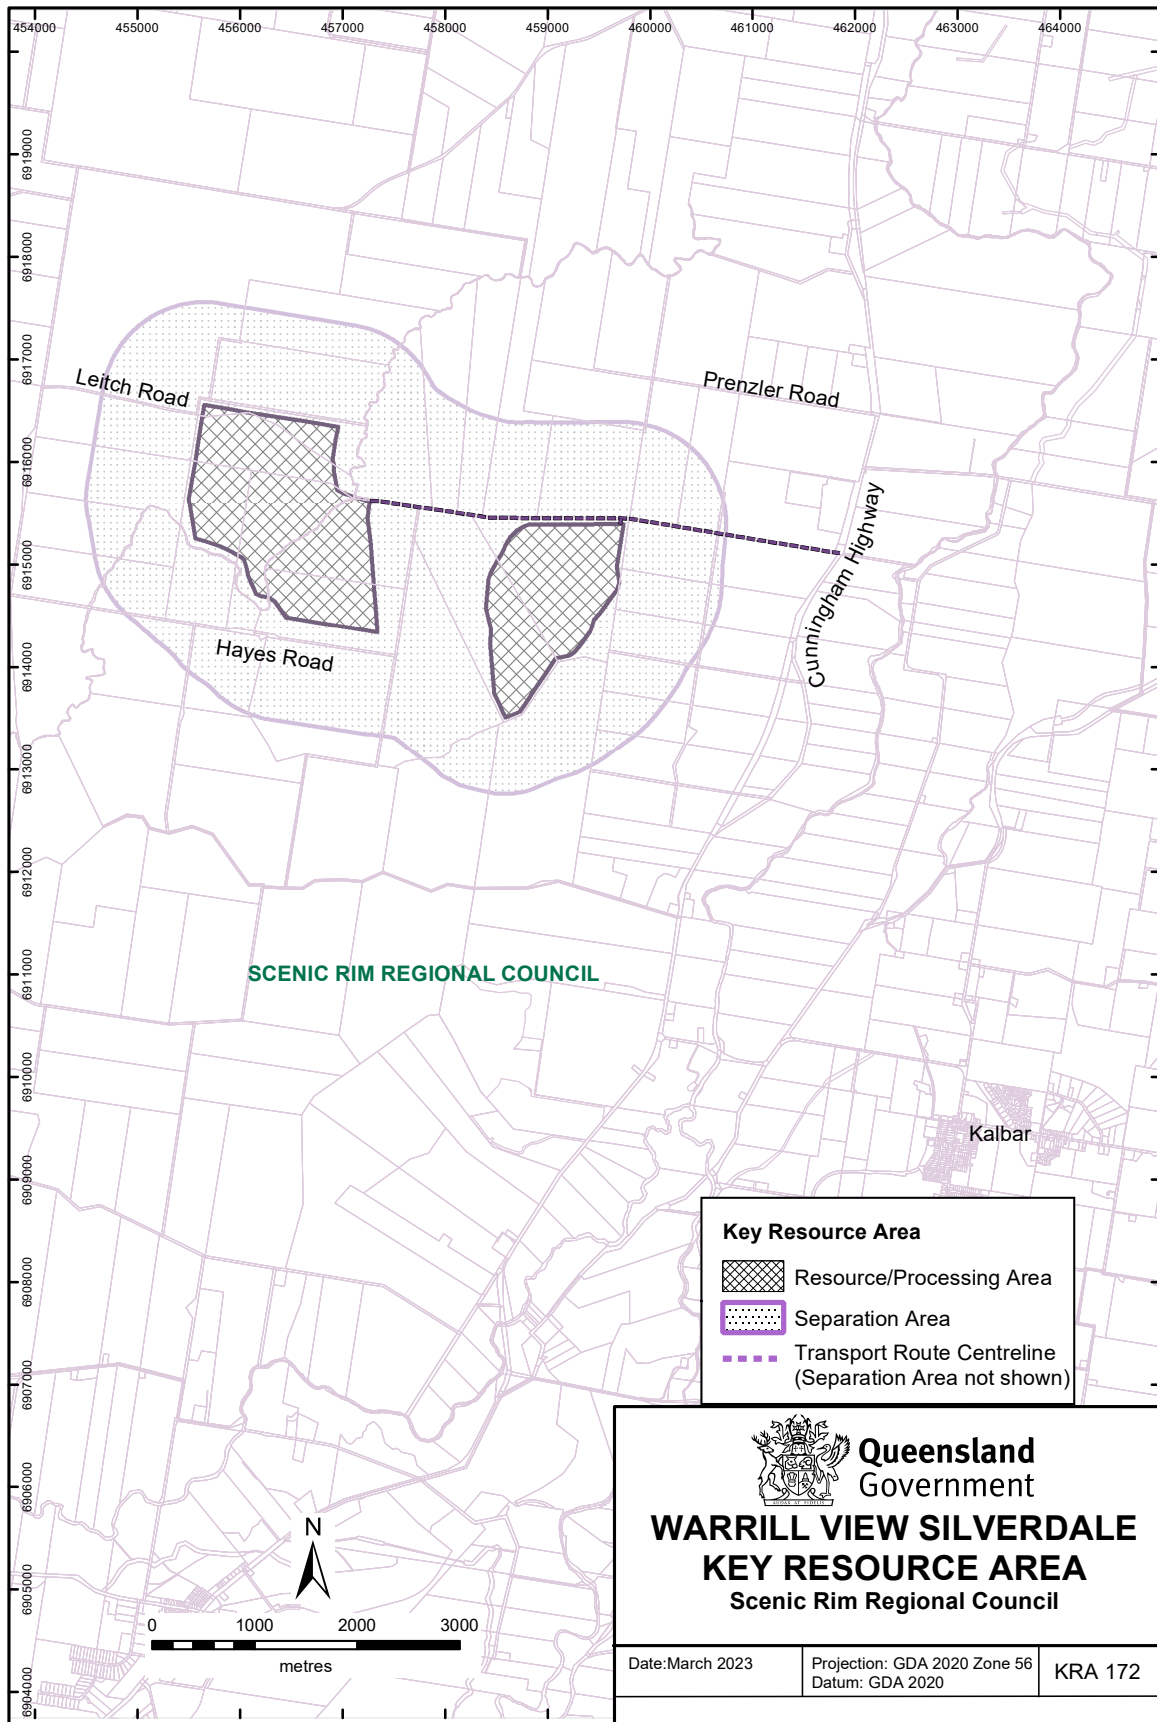 454000 455000 456000 457000 458000 459000 460000 461000 462000 463000 464000
6919000
6918000
6917000
6916000
6915000
6914000
6913000
6912000
6911000
6910000
6909000
6908000
6907000
6906000
6905000
6904000
Leitch Road
Prenzler Road
Cunningham Highway
Hayes Road
SCENIC RIM REGIONAL COUNCIL
Kalbar
Key Resource Area
Resource/Processing Area
Separation Area
Transport Route Centreline
(Separation Area not shown)
N
0 1000 2000 3000
metres
AUDAX AT FIDELIS
Queensland
Government
WARRILL VIEW SILVERDALE
KEY RESOURCE AREA
Scenic Rim Regional Council
Date:March 2023
Projection: GDA 2020 Zone 56
Datum: GDA 2020
KRA 172